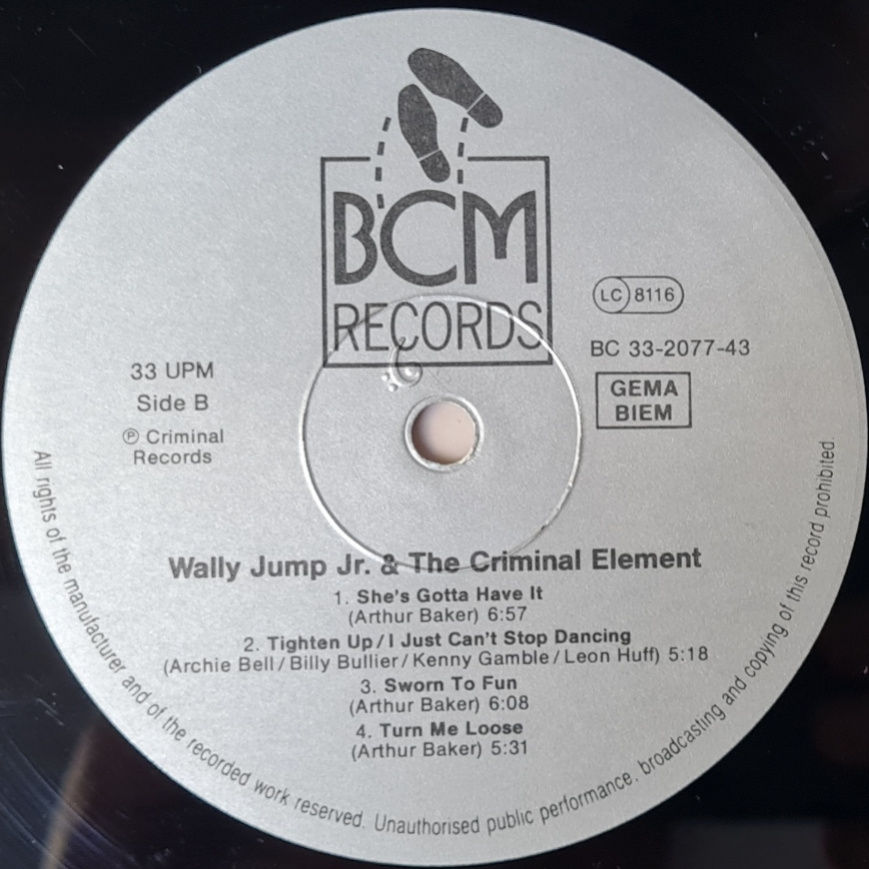 BCM
RECORDS
LC 8116
BC 33-2077-43
GEMA
BIEM
33 UPM
Side B
Ⓟ Criminal
Records
Wally Jump Jr. & The Criminal Element
1. She's Gotta Have It
(Arthur Baker) 6:57
2. Tighten Up/I Just Can't Stop Dancing
(Archie Bell/Billy Bullier/Kenny Gamble/Leon Huff) 5:18
3. Sworn To Fun
(Arthur Baker) 6:08
4. Turn Me Loose
(Arthur Baker) 5:31
All rights of the manufacturer and of the recorded work reserved. Unauthorised public performance, broadcasting and copying of this record prohibited.